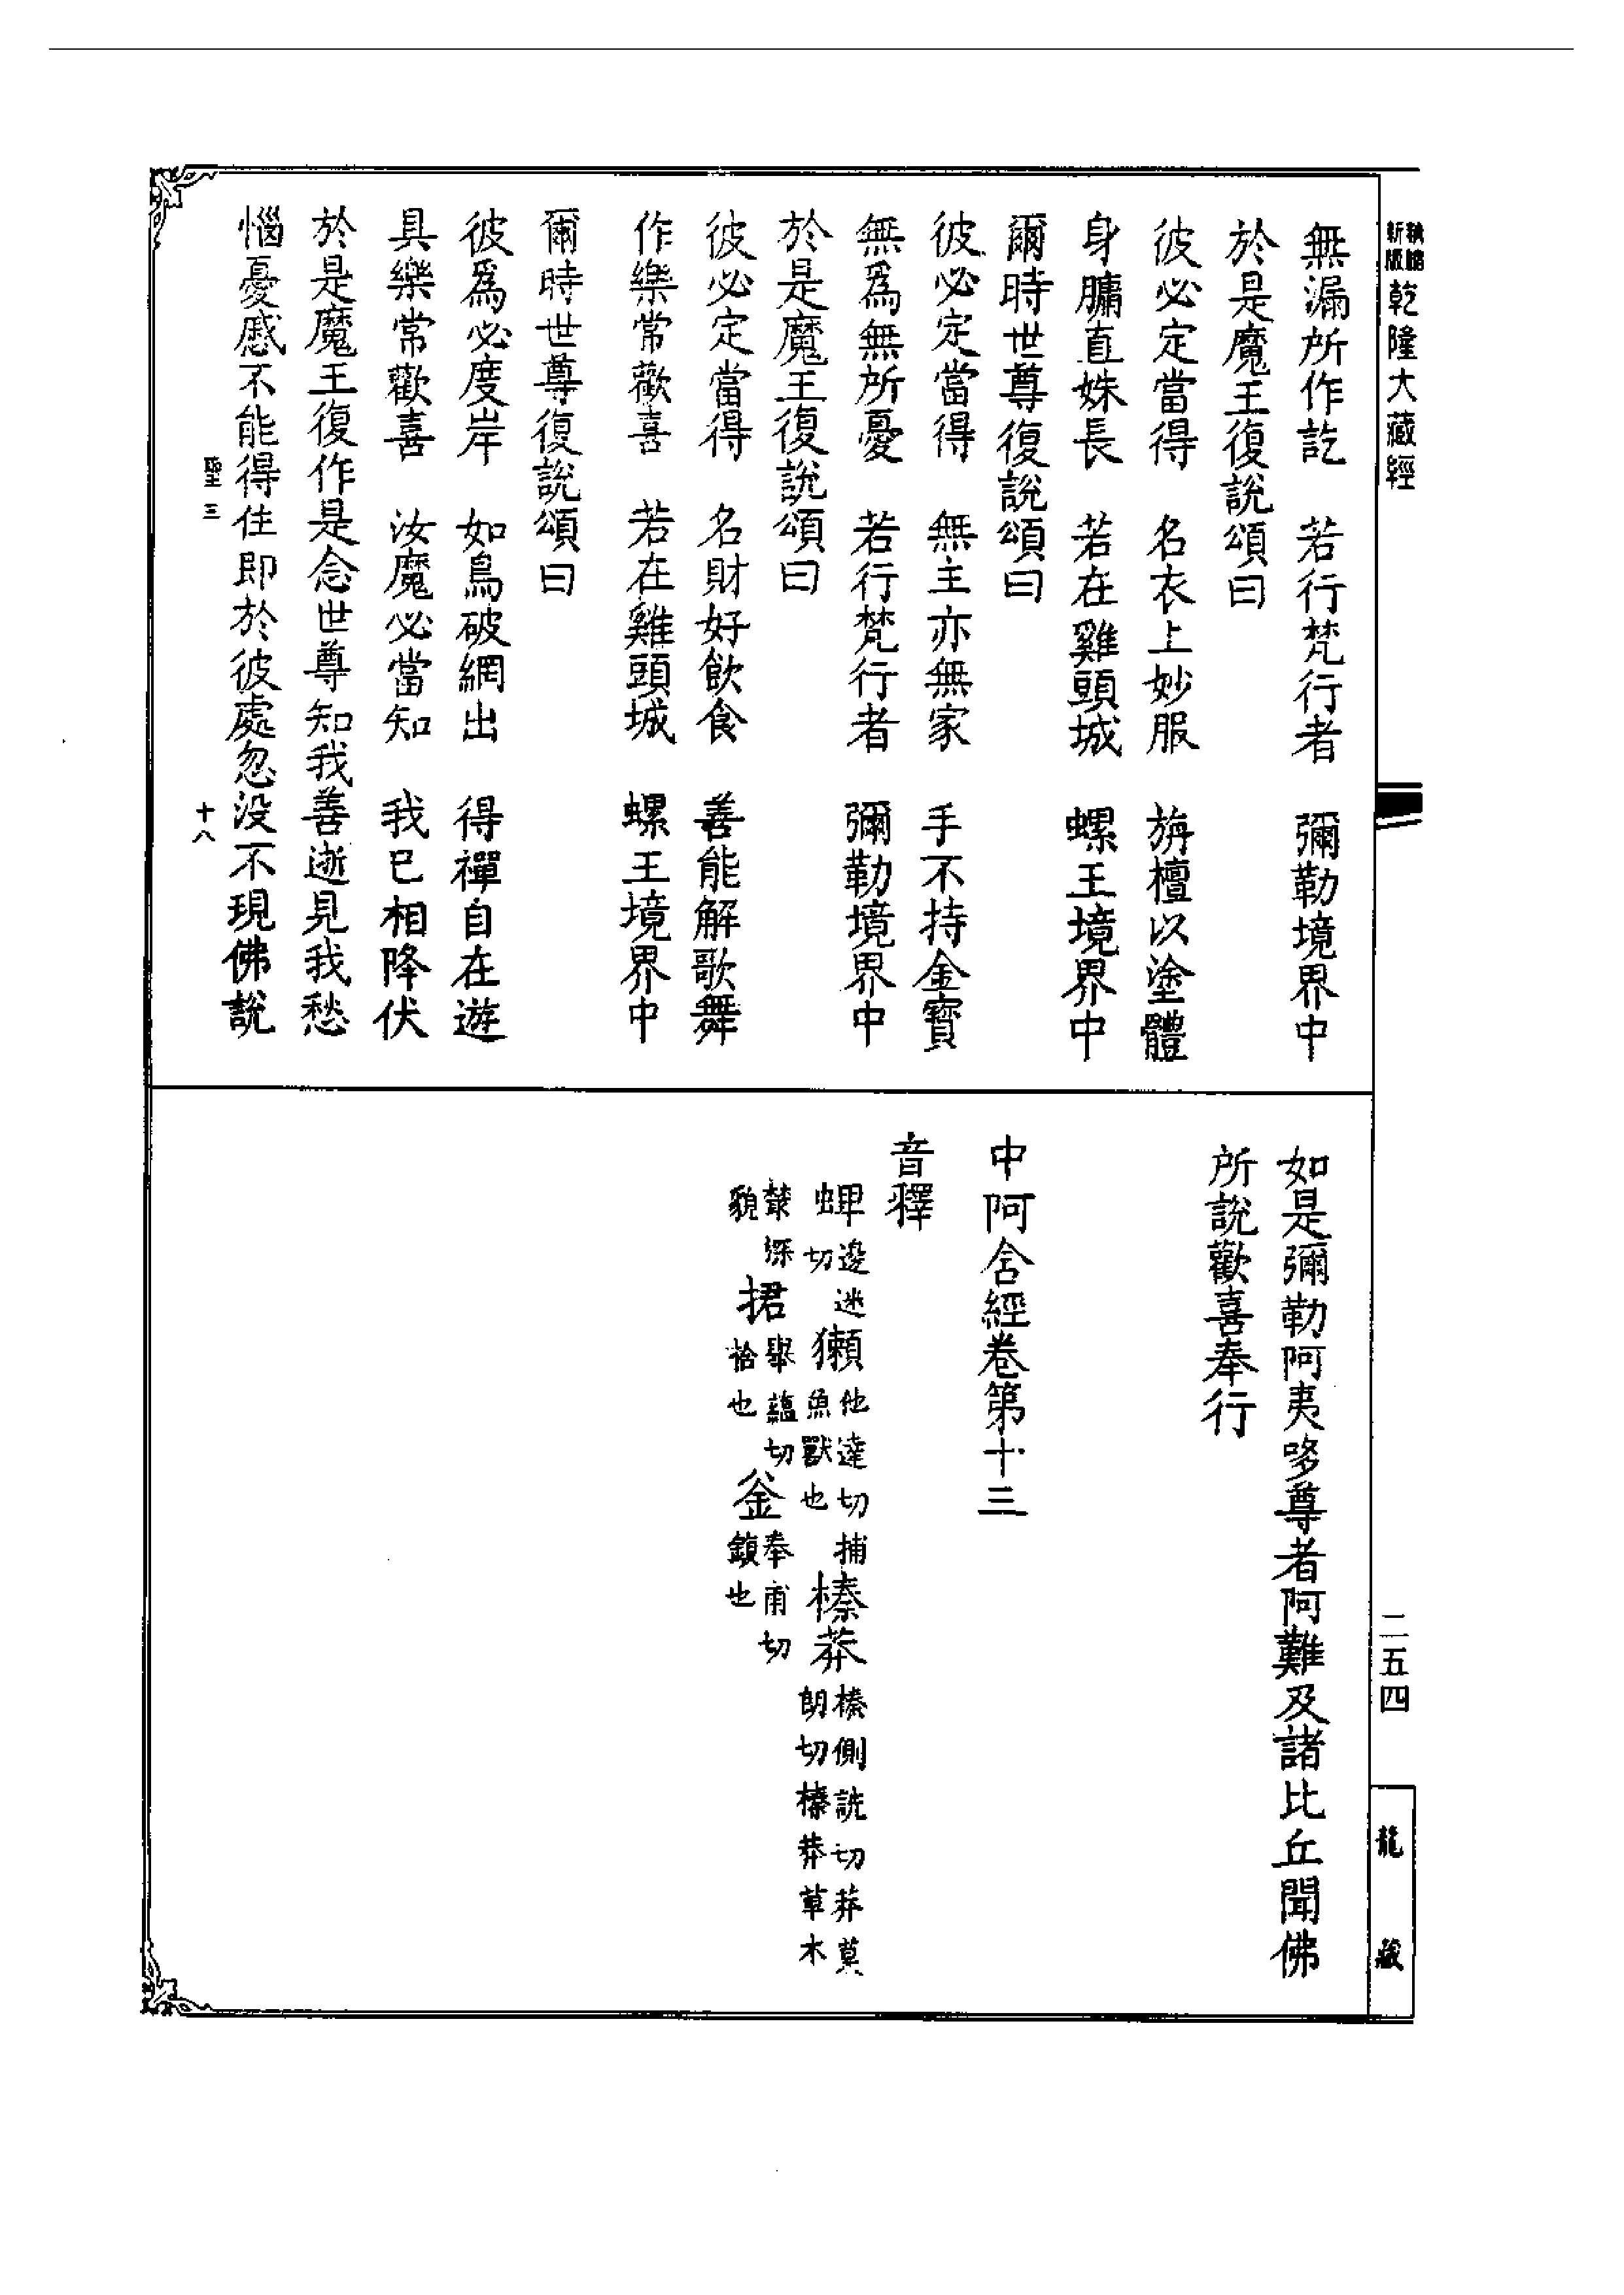 新版
乾隆大藏經
無漏所作訖　若行梵行者　彌勒境界中
於是魔王復說頌曰
彼必定當得　名衣上妙服　旃檀以塗體
身𦟛直姝長　若在雞頭城　螺王境界中
爾時世尊復說頌曰
彼必定當得　無主亦無家　手不持金寶
無爲無所憂　若行梵行者　彌勒境界中
於是魔王復說頌曰
彼必定當得　名財好飲食　善能解歌舞
作樂常歡喜　若在雞頭城　螺王境界中
爾時世尊復說頌曰
彼爲必度岸　如鳥破網出　得禪自在遊
具樂常歡喜　汝魔必當知　我已相降伏
於是魔王復作是念世尊知我善逝見我愁
惱憂慼不能得住即於彼處忽没不現佛說
聖三　十八
如是彌勒阿夷哆尊者阿難及諸比丘聞佛
所說歡喜奉行
中阿含經卷第十三
音釋
蜱邊迷切獺他達切捕魚獸也榛莽榛側詵切莽莫朗切榛莽草木
叢深貌捃舉蘊切拾也釜奉甫切鍑也
二五四
龍藏